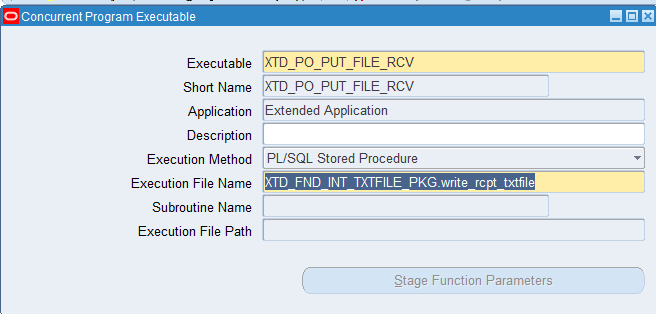 Concurrent Program Executable
Executable XTD_PO_PUT_FILE_RCV
Short Name XTD_PO_PUT_FILE_RCV
Application Extended Application
Description
Execution Method PL/SQL Stored Procedure
Execution File Name XTD_FND_INT_TXTFILE_PKG.write_rcpt_txtfile
Subroutine Name
Execution File Path
Stage Function Parameters